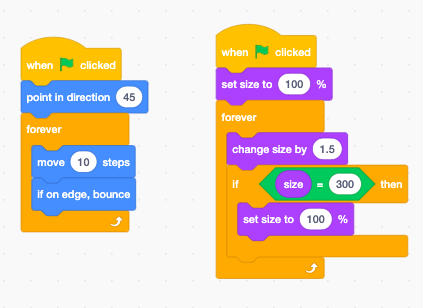 when clicked
point in direction 45
forever
move 10 steps
if on edge, bounce
when clicked
set size to 100 %
forever
change size by 1.5
if size = 300 then
set size to 100 %